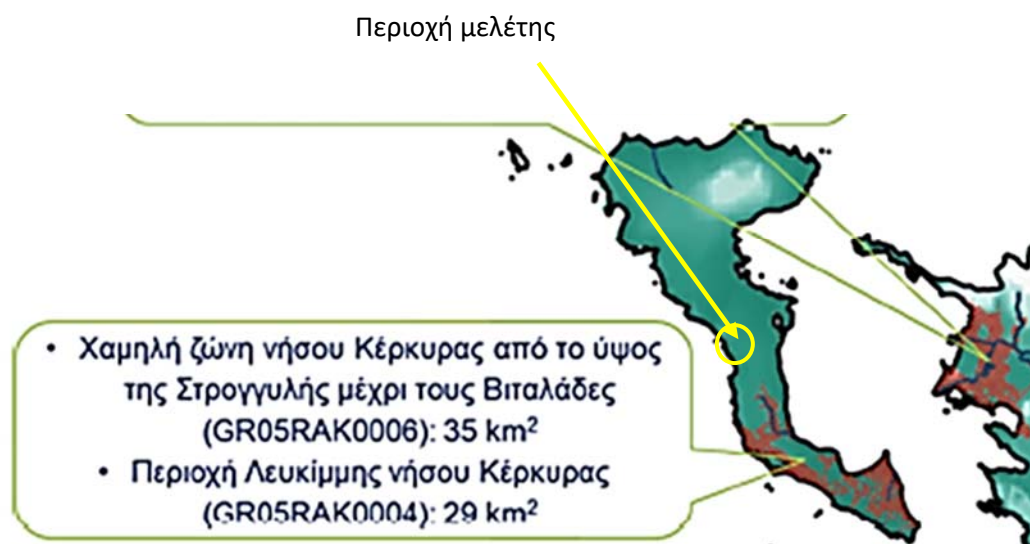 Περιοχή μελέτης
• Χαμηλή ζώνη νήσου Κέρκυρας από το ύψος
της Στρογγυλής μέχρι τους Βιταλάδες
(GR05RAK0006): 35 km²
• Περιοχή Λευκίμμης νήσου Κέρκυρας
(GR05RAK0004): 29 km²